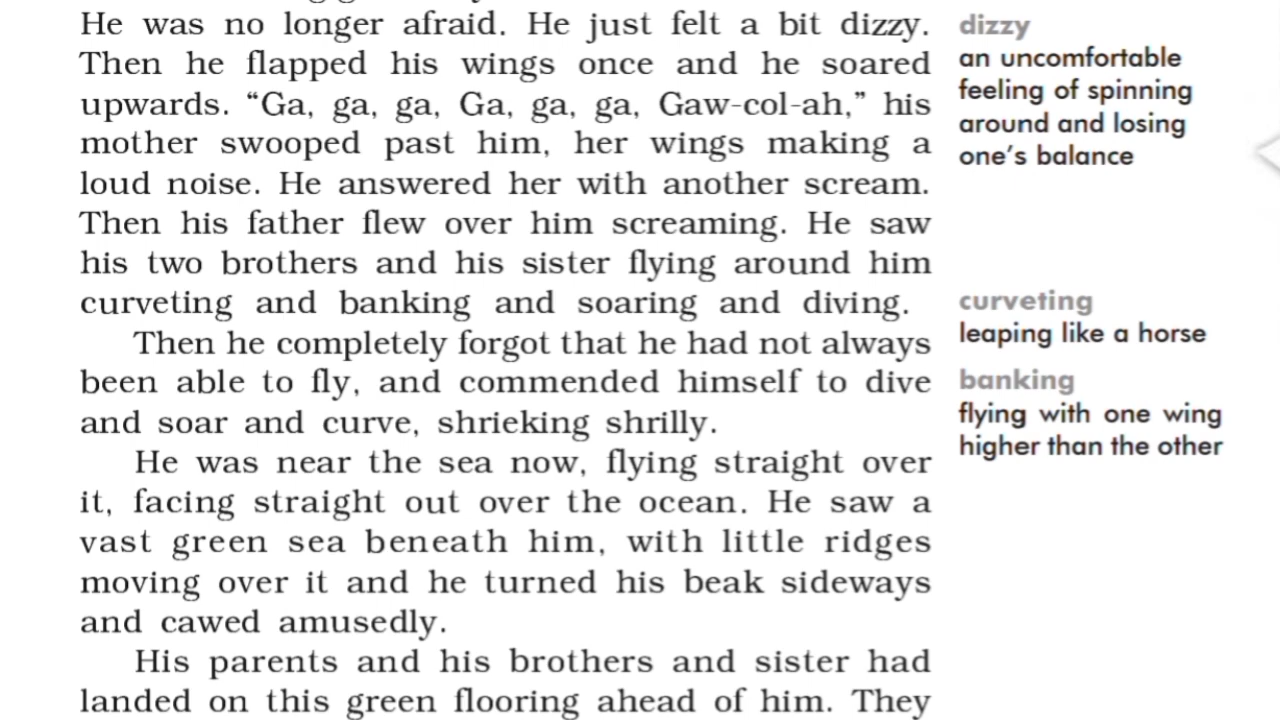 He was no longer afraid. He just felt a bit dizzy.
Then he flapped his wings once and he soared
upwards. “Ga, ga, ga, Ga, ga, ga, Gaw-col-ah,” his
mother swooped past him, her wings making a
loud noise. He answered her with another scream.
Then his father flew over him screaming. He saw
his two brothers and his sister flying around him
curveting and banking and soaring and diving.
Then he completely forgot that he had not always
been able to fly, and commended himself to dive
and soar and curve, shrieking shrilly.
He was near the sea now, flying straight over
it, facing straight out over the ocean. He saw a
vast green sea beneath him, with little ridges
moving over it and he turned his beak sideways
and cawed amusedly.
His parents and his brothers and sister had
landed on this green flooring ahead of him. They
dizzy
an uncomfortable
feeling of spinning
around and losing
one’s balance
curveting
leaping like a horse
banking
flying with one wing
higher than the other